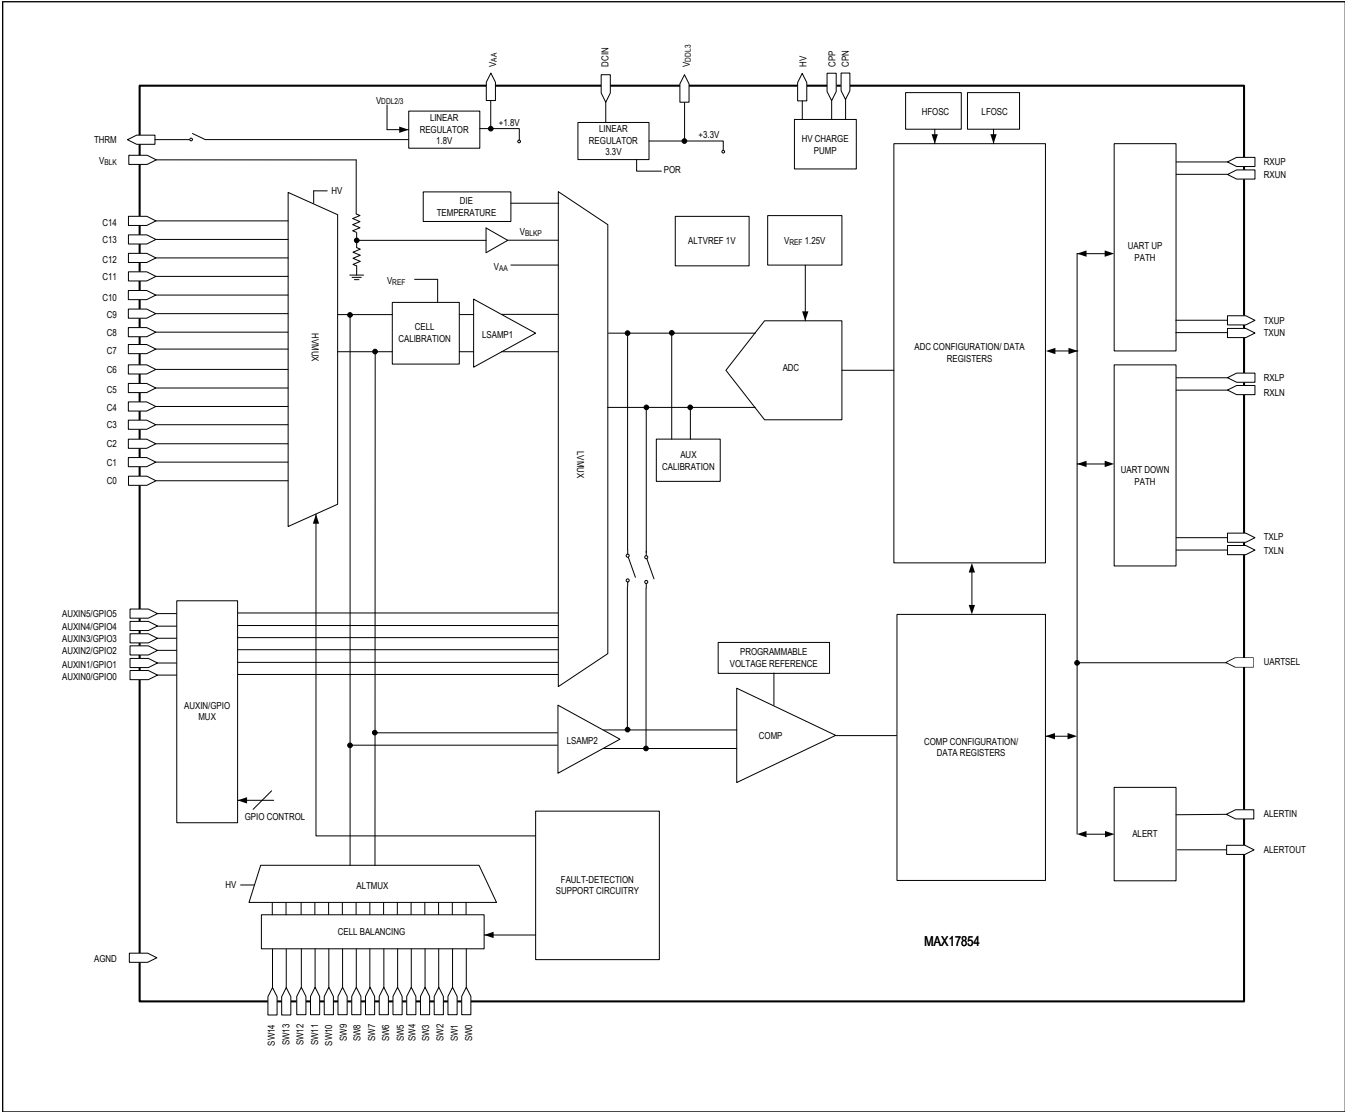 VAA
DCIN
VDDL3
HV
CPP
CPN
VDDL2/3
LINEAR
REGULATOR
1.8V
+1.8V
LINEAR
REGULATOR
3.3V
+3.3V
POR
HV CHARGE
PUMP
HFOSC
LFOSC
THRM
VBLK
HV
C14
C13
C12
C11
C10
C9
C8
C7
C6
C5
C4
C3
C2
C1
C0
HVMUX
DIE
TEMPERATURE
VBLKP
VAA
VREF
CELL
CALIBRATION
LSAMP1
LVMUX
ALTVREF 1V
VREF 1.25V
ADC
AUX
CALIBRATION
ADC CONFIGURATION/ DATA
REGISTERS
UART UP
PATH
RXUP
RXUN
TXUP
TXUN
UART DOWN
PATH
RXLP
RXLN
TXLP
TXLN
AUXIN5/GPIO5
AUXIN4/GPIO4
AUXIN3/GPIO3
AUXIN2/GPIO2
AUXIN1/GPIO1
AUXIN0/GPIO0
AUXIN/GPIO
MUX
GPIO CONTROL
LSAMP2
PROGRAMMABLE
VOLTAGE REFERENCE
COMP
COMP CONFIGURATION/
DATA REGISTERS
UARTSEL
ALERT
ALERTIN
ALERTOUT
HV
ALTMUX
CELL BALANCING
FAULT-DETECTION
SUPPORT CIRCUITRY
MAX17854
AGND
SW14
SW13
SW12
SW11
SW10
SW9
SW8
SW7
SW6
SW5
SW4
SW3
SW2
SW1
SW0